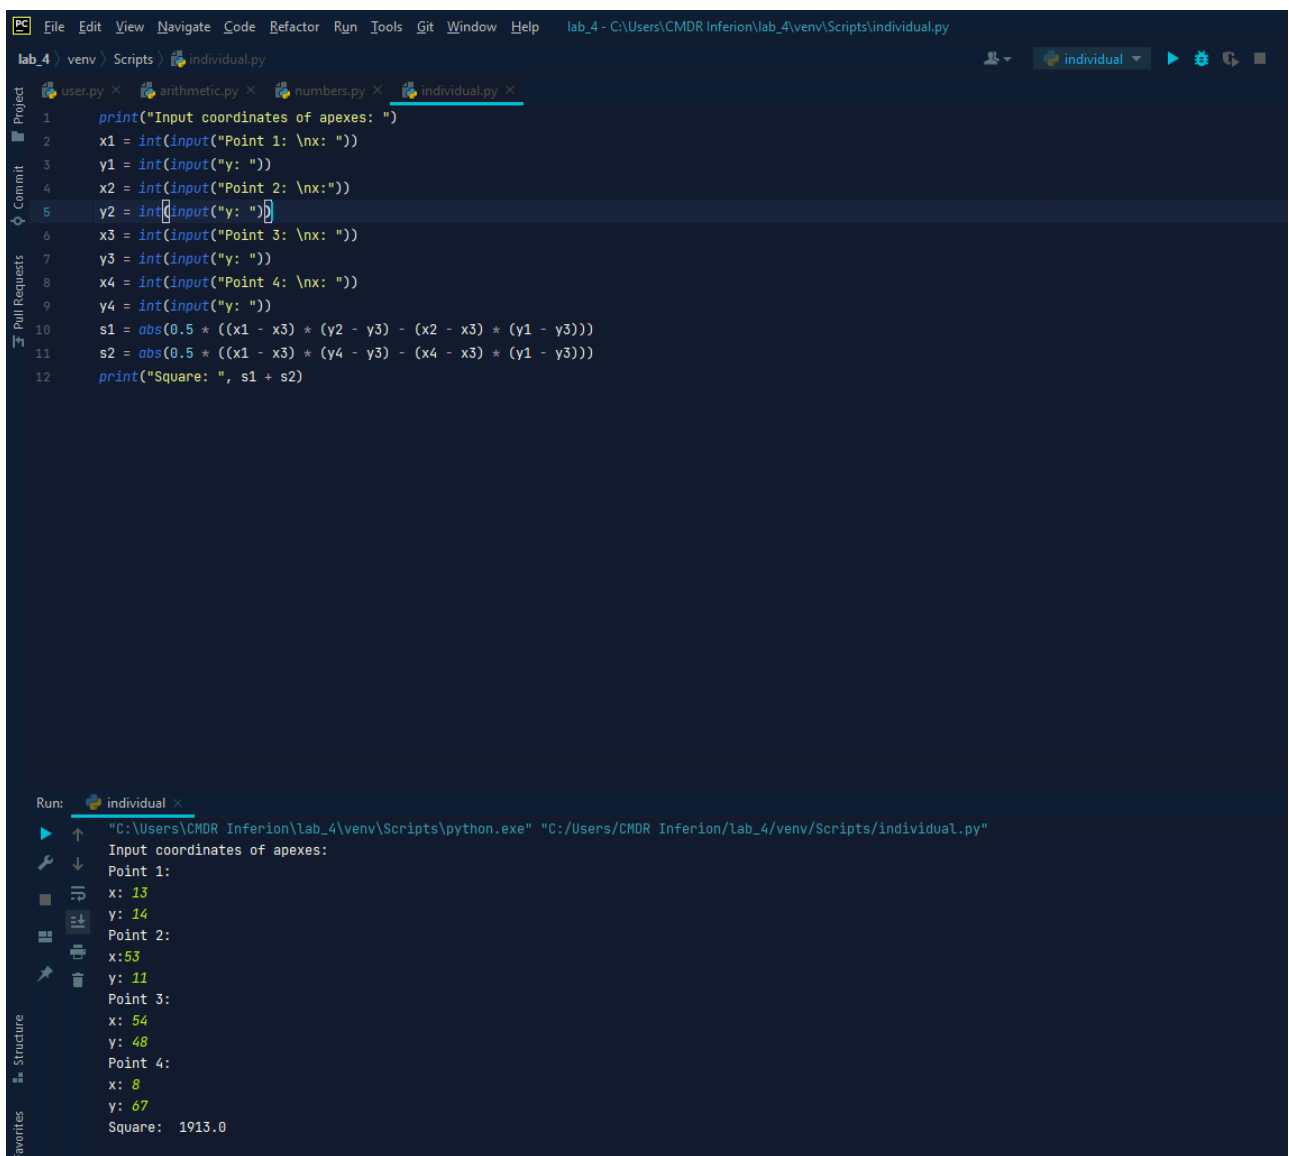 PC File Edit View Navigate Code Refactor Run Tools Git Window Help lab_4 - C:\Users\CMDR Inferion\lab_4\venv\Scripts\individual.py
lab_4 venv Scripts individual.py individual
user.py arithmetic.py numbers.py individual.py
Project
Commit
Pull Requests
1 print("Input coordinates of apexes: ")
2 x1 = int(input("Point 1: \nx: "))
3 y1 = int(input("y: "))
4 x2 = int(input("Point 2: \nx:"))
5 y2 = int(input("y: "))
6 x3 = int(input("Point 3: \nx: "))
7 y3 = int(input("y: "))
8 x4 = int(input("Point 4: \nx: "))
9 y4 = int(input("y: "))
10 s1 = abs(0.5 * ((x1 - x3) * (y2 - y3) - (x2 - x3) * (y1 - y3)))
11 s2 = abs(0.5 * ((x1 - x3) * (y4 - y3) - (x4 - x3) * (y1 - y3)))
12 print("Square: ", s1 + s2)
Run: individual
"C:\Users\CMDR Inferion\lab_4\venv\Scripts\python.exe" "C:/Users/CMDR Inferion/lab_4/venv/Scripts/individual.py"
Input coordinates of apexes:
Point 1:
x: 13
y: 14
Point 2:
x:53
y: 11
Point 3:
x: 54
y: 48
Point 4:
x: 8
y: 67
Square:  1913.0
Structure
avorites